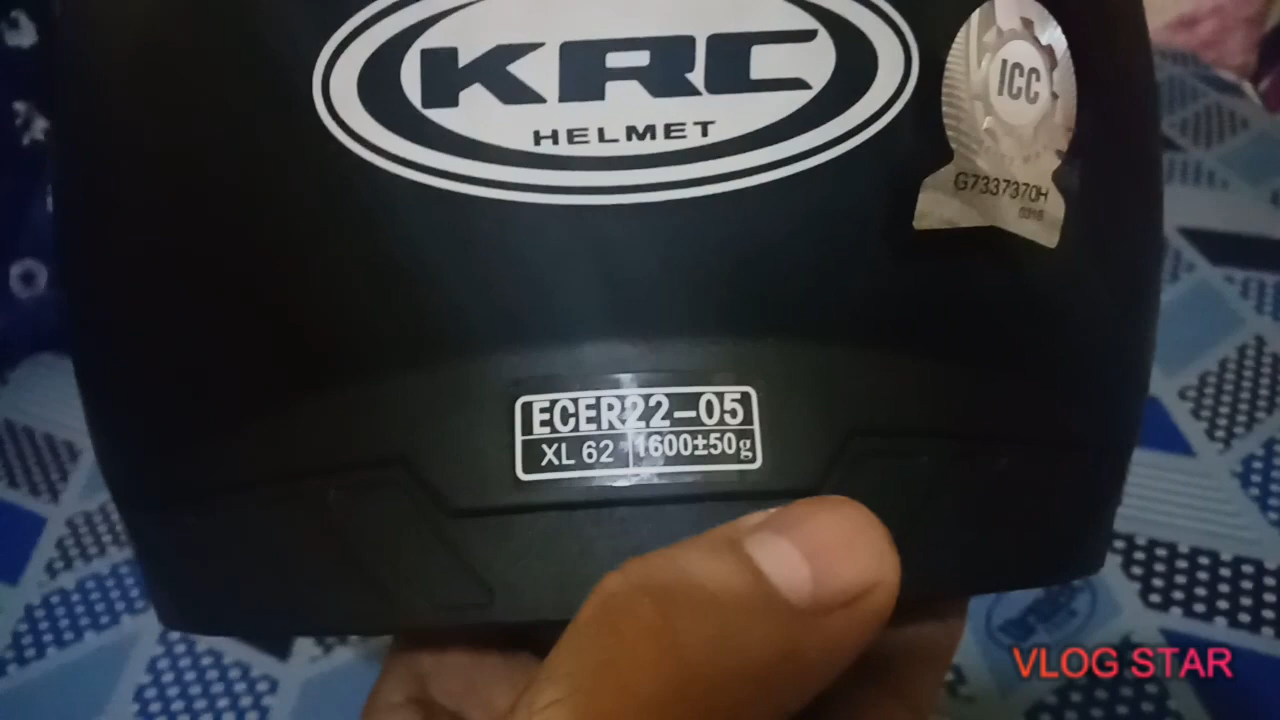 KRC
HELMET
ICC
G7337370H
ECER22-05
XL 62 1600±50g
VLOG STAR